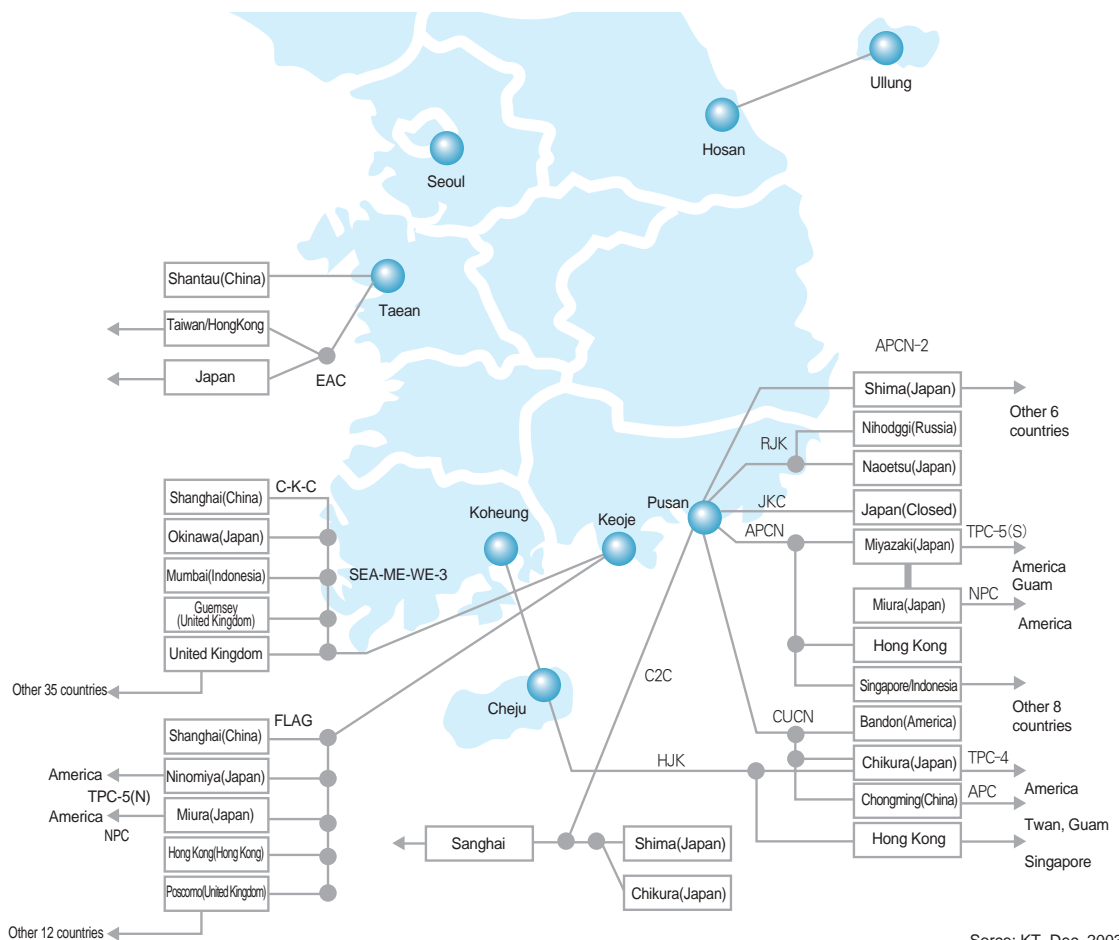 Ullung
Hosan
Seoul
Taean
Shantau(China)
Taiwan/HongKong
Japan
EAC
APCN-2
Shima(Japan)
Other 6
countries
Nihodggi(Russia)
RJK
Naoetsu(Japan)
JKC
Japan(Closed)
Pusan
APCN
Miyazaki(Japan)
TPC-5(S)
America
Guam
Miura(Japan)
NPC
America
Hong Kong
Singapore/Indonesia
Other 8
countries
CUCN
Bandon(America)
Chikura(Japan)
TPC-4
America
Chongming(China)
APC
Twan, Guam
Hong Kong
Singapore
Koheung
Keoje
C-K-C
Shanghai(China)
Okinawa(Japan)
Mumbai(Indonesia)
SEA-ME-WE-3
Guemsey
(United Kingdom)
United Kingdom
Other 35 countries
Cheju
C2C
HJK
FLAG
Shanghai(China)
America
Ninomiya(Japan)
TPC-5(N)
America
Miura(Japan)
NPC
Hong Kong(Hong Kong)
Poscorno(United Kingdom)
Other 12 countries
Sanghai
Shima(Japan)
Chikura(Japan)